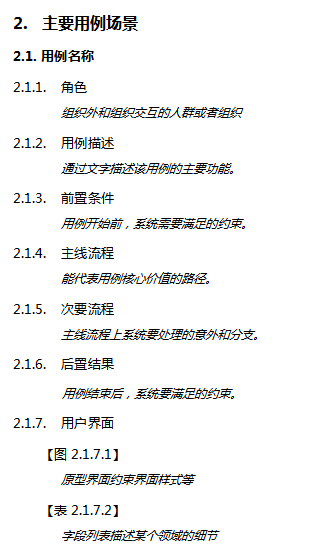 2. 主要用例场景
2.1. 用例名称
2.1.1. 角色
组织外和组织交互的人群或者组织
2.1.2. 用例描述
通过文字描述该用例的主要功能。
2.1.3. 前置条件
用例开始前，系统需要满足的约束。
2.1.4. 主线流程
能代表用例核心价值的路径。
2.1.5. 次要流程
主线流程上系统要处理的意外和分支。
2.1.6. 后置结果
用例结束后，系统要满足的约束。
2.1.7. 用户界面
【图 2.1.7.1】
原型界面约束界面样式等
【表 2.1.7.2】
字段列表描述某个领域的细节